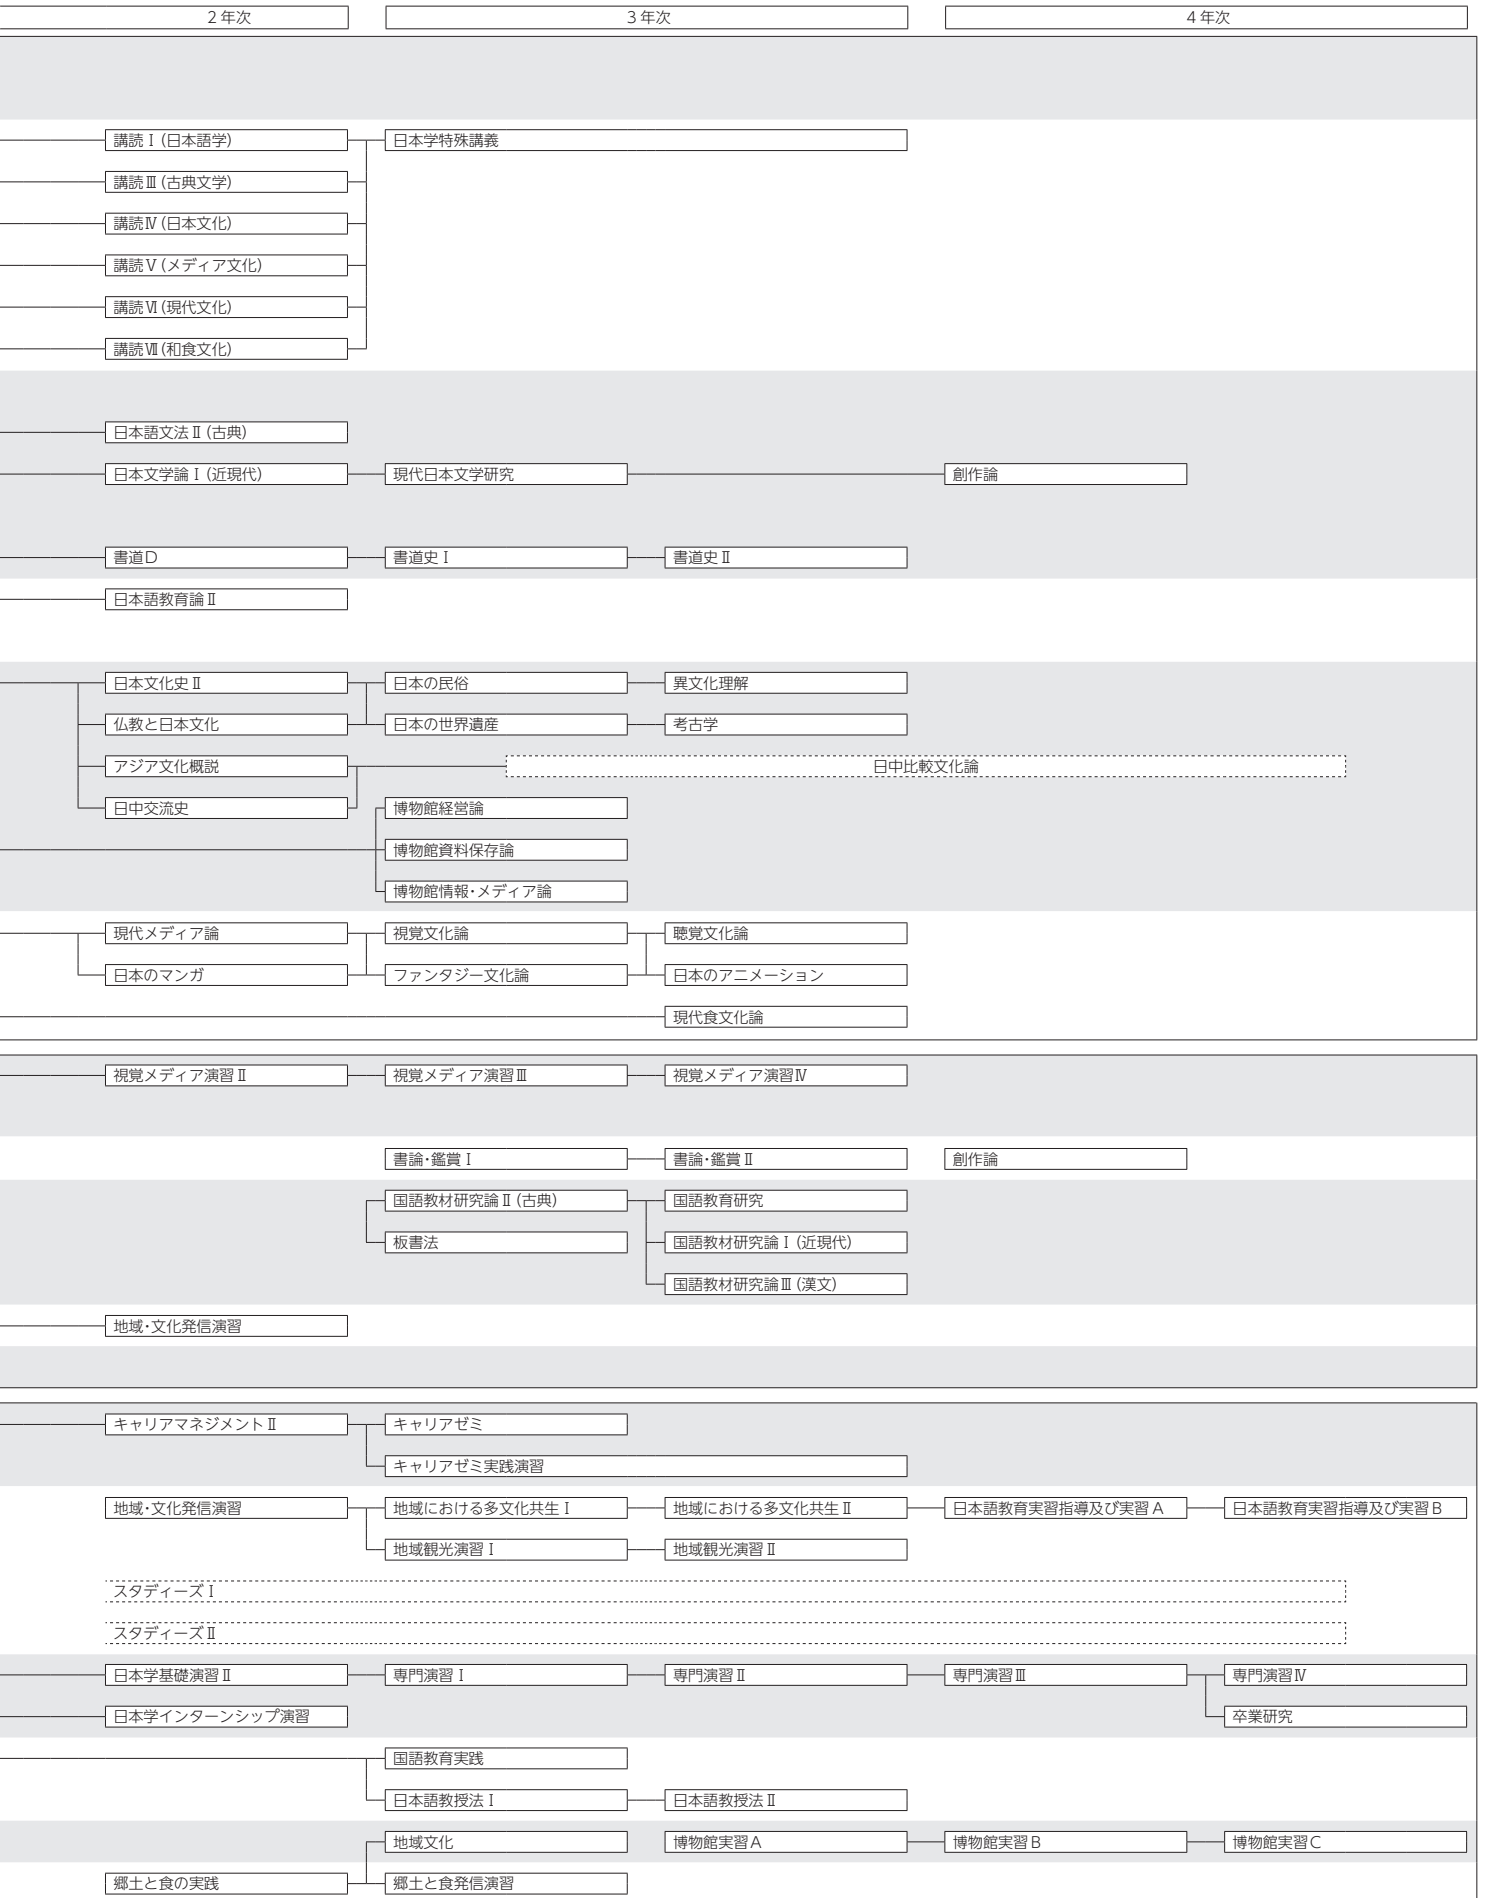 2年次 3年次 4年次
講読Ⅰ(日本語学) 日本学特殊講義
講読Ⅲ(古典文学)
講読Ⅳ(日本文化)
講読Ⅴ(メディア文化)
講読Ⅵ(現代文化)
講読Ⅶ(和食文化)
日本語文法Ⅱ(古典)
日本文学論Ⅰ(近現代) 現代日本文学研究 創作論
書道D 書道史Ⅰ 書道史Ⅱ
日本語教育論Ⅱ
日本文化史Ⅱ 日本の民俗 異文化理解
仏教と日本文化 日本の世界遺産 考古学
アジア文化概説 日中比較文化論
日中交流史 博物館経営論
博物館資料保存論
博物館情報・メディア論
現代メディア論 視覚文化論 聴覚文化論
日本のマンガ ファンタジー文化論 日本のアニメーション
現代食文化論
視覚メディア演習Ⅱ 視覚メディア演習Ⅲ 視覚メディア演習Ⅳ
書論・鑑賞Ⅰ 書論・鑑賞Ⅱ 創作論
国語教材研究論Ⅱ(古典) 国語教育研究
板書法 国語教材研究論Ⅰ(近現代)
国語教材研究論Ⅲ(漢文)
地域・文化発信演習
キャリアマネジメントⅡ キャリアゼミ
キャリアゼミ実践演習
地域・文化発信演習 地域における多文化共生Ⅰ 地域における多文化共生Ⅱ 日本語教育実習指導及び実習A 日本語教育実習指導及び実習B
地域観光演習Ⅰ 地域観光演習Ⅱ
スタディーズⅠ
スタディーズⅡ
日本学基礎演習Ⅱ 専門演習Ⅰ 専門演習Ⅱ 専門演習Ⅲ 専門演習Ⅳ
日本学インターンシップ演習 卒業研究
国語教育実践
日本語教授法Ⅰ 日本語教授法Ⅱ
地域文化 博物館実習A 博物館実習B 博物館実習C
郷土と食の実践 郷土と食発信演習